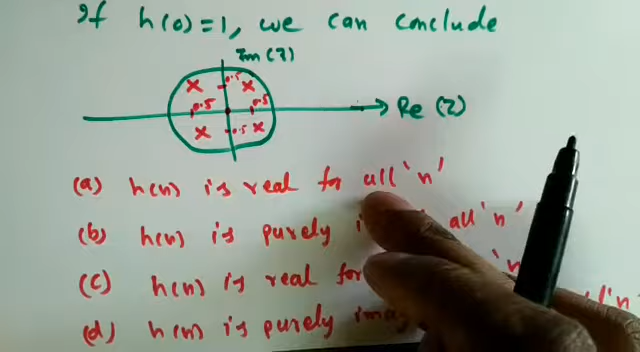 If h(0)=1, we can conclude
Im(Z)
0.5
0.5
0.5
0.5
Re (Z)
(a) h(n) is real for all 'n'
(b) h(n) is purely all 'n'
(c) h(n) is real for
(d) h(n) is purely